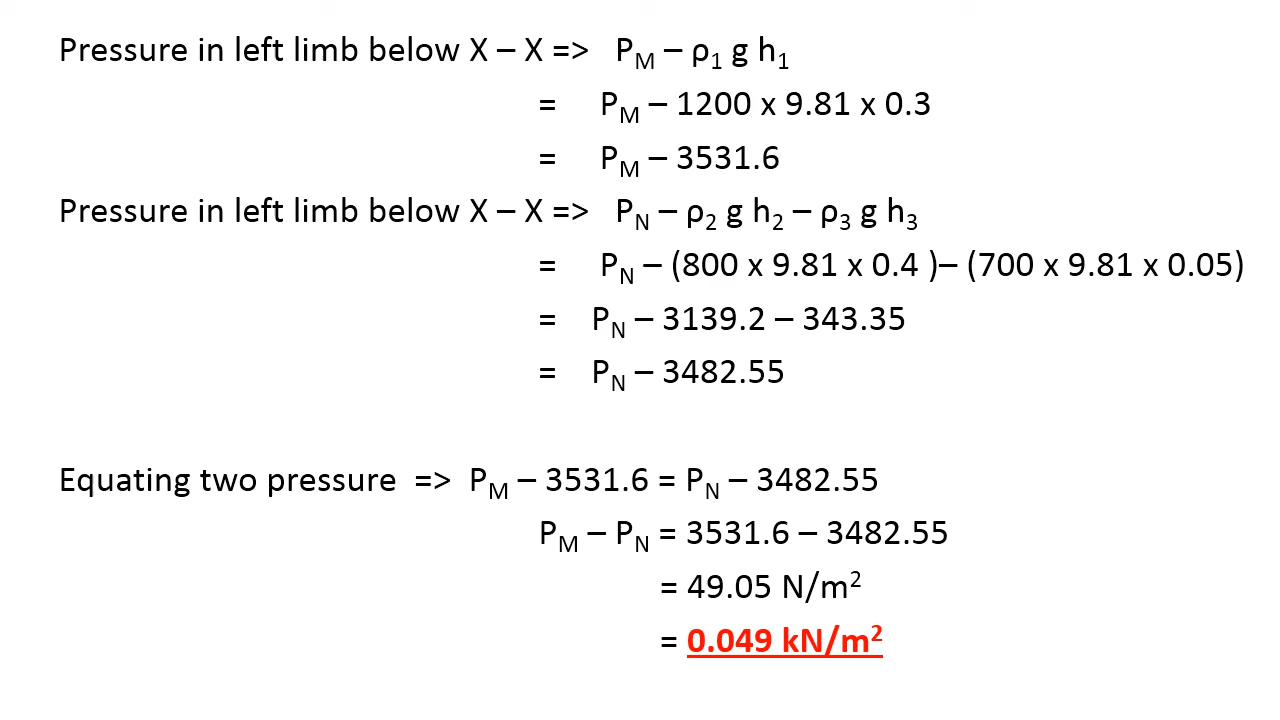 Pressure in left limb below X – X => P_M – ρ_1 g h_1
= P_M – 1200 x 9.81 x 0.3
= P_M – 3531.6
Pressure in left limb below X – X => P_N – ρ_2 g h_2 – ρ_3 g h_3
= P_N – (800 x 9.81 x 0.4 )– (700 x 9.81 x 0.05)
= P_N – 3139.2 – 343.35
= P_N – 3482.55
Equating two pressure => P_M – 3531.6 = P_N – 3482.55
P_M – P_N = 3531.6 – 3482.55
= 49.05 N/m²
= 0.049 kN/m²